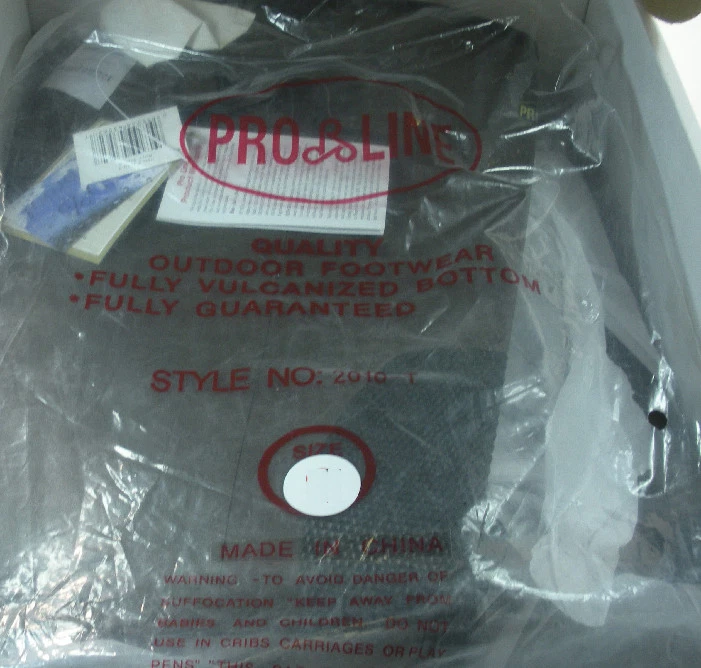 PRO LINE
QUALITY
OUTDOOR FOOTWEAR
*FULLY VULCANIZED BOTTOM
*FULLY GUARANTEED
STYLE NO:
SIZE
MADE IN CHINA
WARNING - TO AVOID DANGER OF
SUFFOCATION "KEEP AWAY FROM
BABIES AND CHILDREN. DO NOT
USE IN CRIBS CARRIAGES OR PLAY
PENS" "THIS